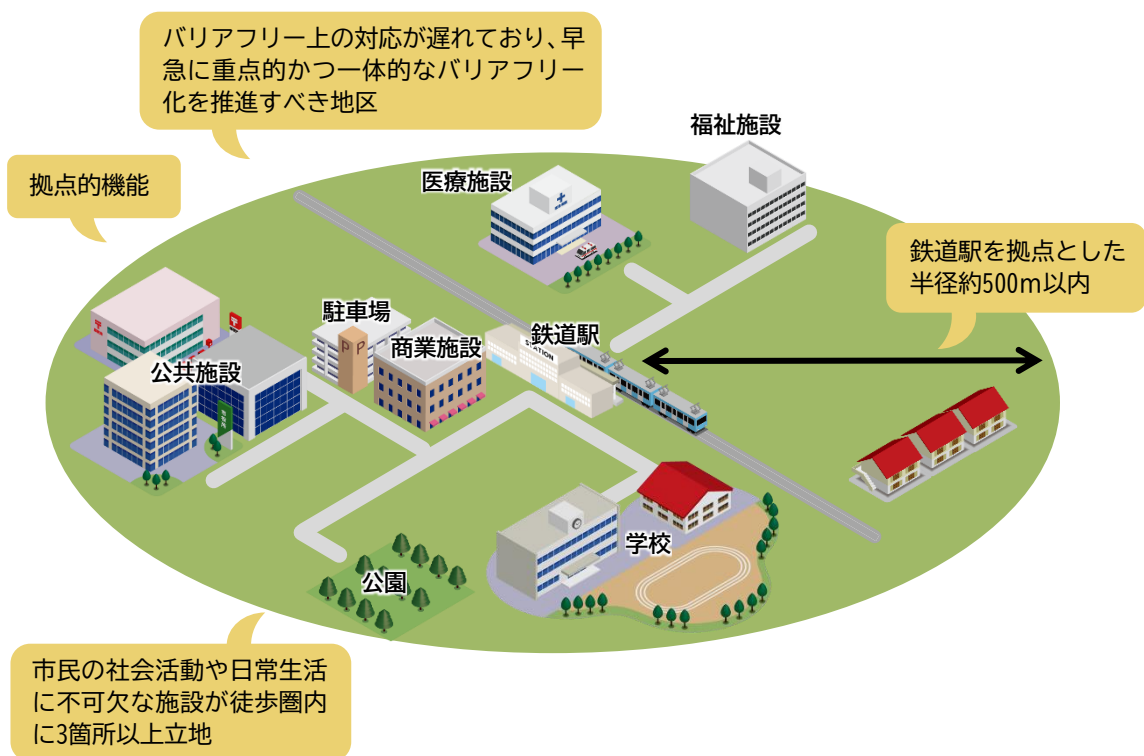 バリアフリー上の対応が遅れており、早
急に重点的かつ一体的なバリアフリー
化を推進すべき地区
福祉施設
拠点的機能
医療施設
鉄道駅を拠点とした
半径約500m以内
駐車場
鉄道駅
商業施設
P P
STATION
公共施設
学校
公園
市民の社会活動や日常生活
に不可欠な施設が徒歩圏内
に3箇所以上立地